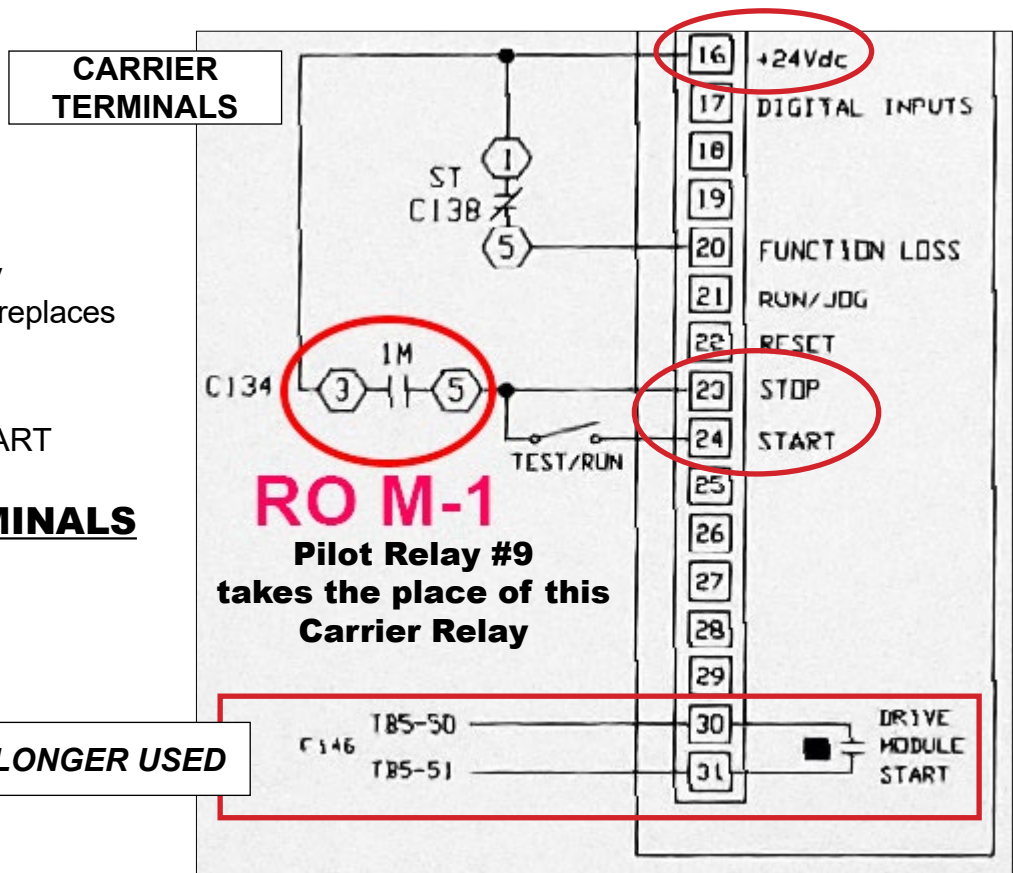 CARRIER
TERMINALS
16 +24Vdc
17 DIGITAL INPUTS
1
18
ST
C138
19
5
20 FUNCTION LOSS
21 RUN/JOG
replaces
22 RESET
1M
C134 3 5
23 STOP
ART
24 START
TEST/RUN
25
RO M-1
MINALS
26
Pilot Relay #9
takes the place of this
Carrier Relay
27
28
29
TB5-50
30 DRIVE
C146
MODULE
LONGER USED
TB5-51
31 START